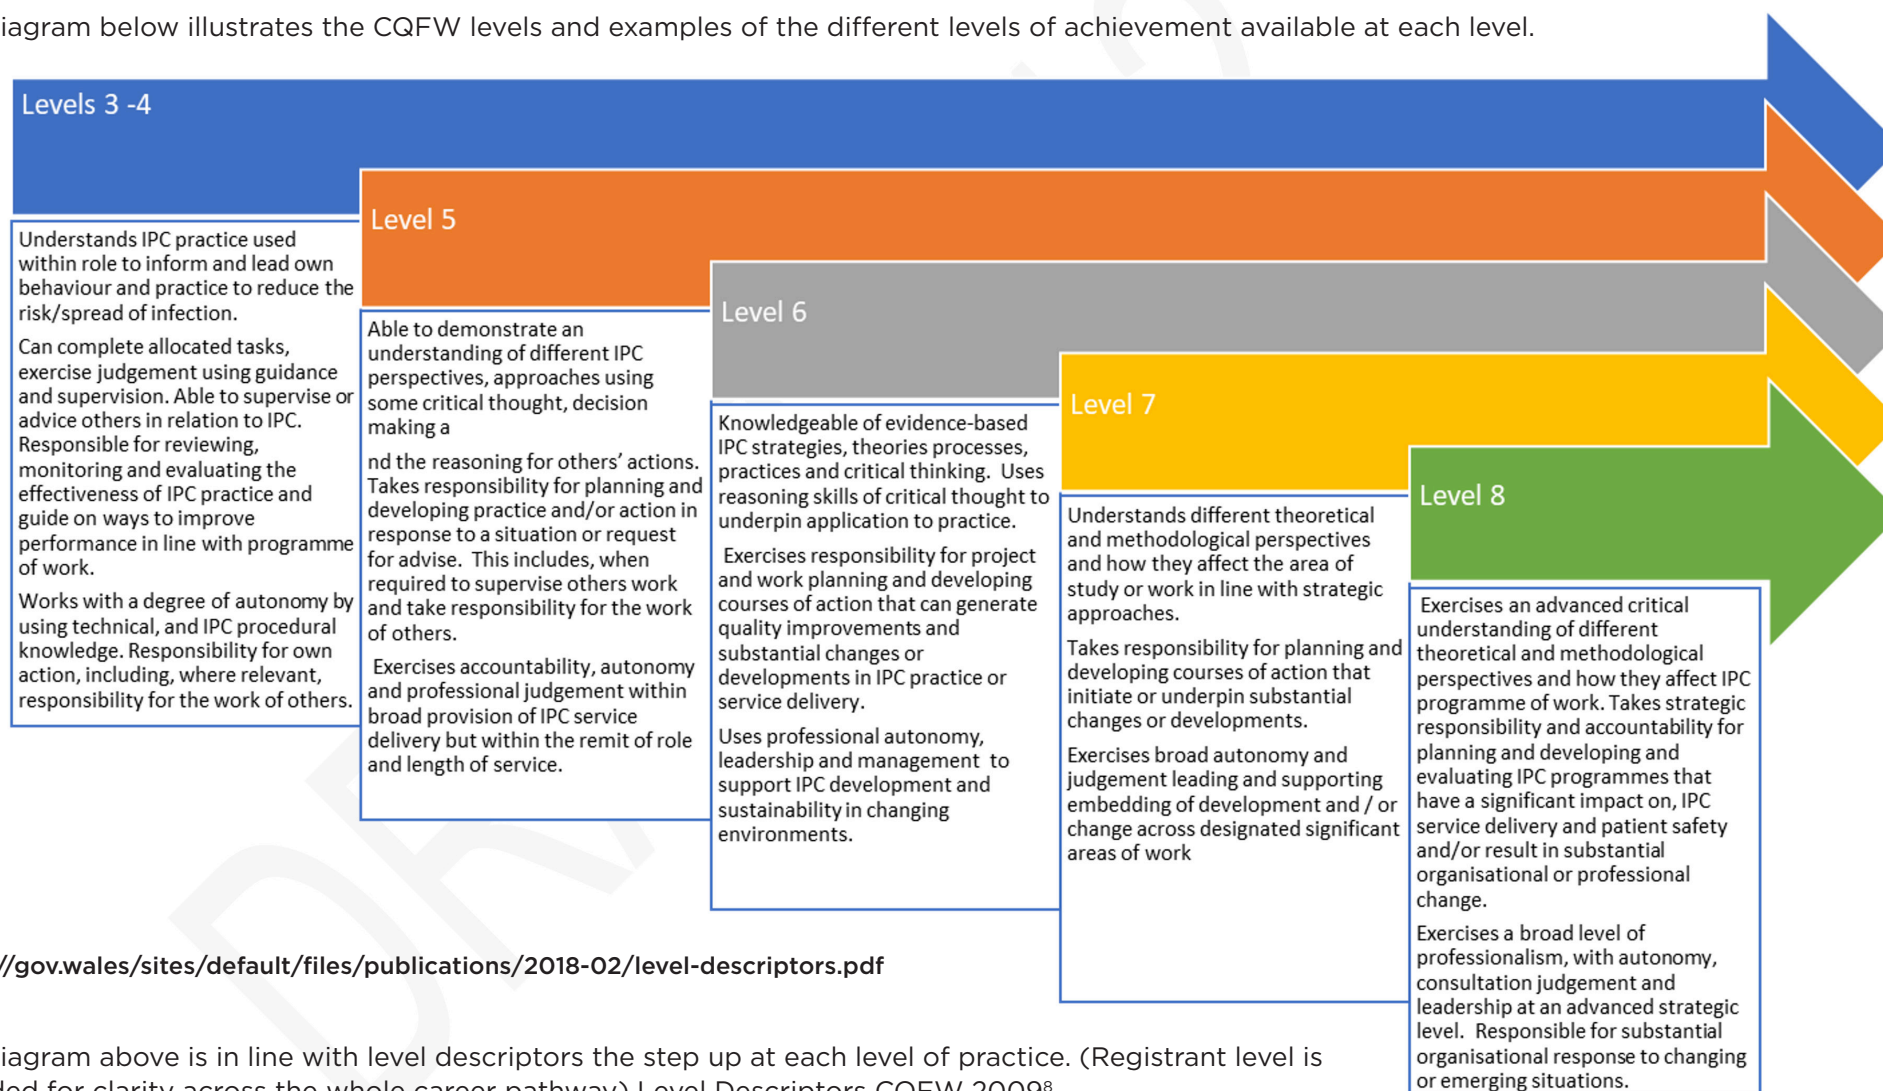 iagram below illustrates the CQFW levels and examples of the different levels of achievement available at each level.
Levels 3 -4
Understands IPC practice used
within role to inform and lead own
behaviour and practice to reduce the
risk/spread of infection.
Can complete allocated tasks,
exercise judgement using guidance
and supervision. Able to supervise or
advice others in relation to IPC.
Responsible for reviewing,
monitoring and evaluating the
effectiveness of IPC practice and
guide on ways to improve
performance in line with programme
of work.
Works with a degree of autonomy by
using technical, and IPC procedural
knowledge. Responsibility for own
action, including, where relevant,
responsibility for the work of others.
Level 5
Able to demonstrate an
understanding of different IPC
perspectives, approaches using
some critical thought, decision
making a
nd the reasoning for others' actions.
Takes responsibility for planning and
developing practice and/or action in
response to a situation or request
for advise. This includes, when
required to supervise others work
and take responsibility for the work
of others.
Exercises accountability, autonomy
and professional judgement within
broad provision of IPC service
delivery but within the remit of role
and length of service.
Level 6
Knowledgeable of evidence-based
IPC strategies, theories processes,
practices and critical thinking. Uses
reasoning skills of critical thought to
underpin application to practice.
Exercises responsibility for project
and work planning and developing
courses of action that can generate
quality improvements and
substantial changes or
developments in IPC practice or
service delivery.
Uses professional autonomy,
leadership and management to
support IPC development and
sustainability in changing
environments.
Level 7
Understands different theoretical
and methodological perspectives
and how they affect the area of
study or work in line with strategic
approaches.
Takes responsibility for planning and
developing courses of action that
initiate or underpin substantial
changes or developments.
Exercises broad autonomy and
judgement leading and supporting
embedding of development and / or
change across designated significant
areas of work
Level 8
Exercises an advanced critical
understanding of different
theoretical and methodological
perspectives and how they affect IPC
programme of work. Takes strategic
responsibility and accountability for
planning and developing and
evaluating IPC programmes that
have a significant impact on, IPC
service delivery and patient safety
and/or result in substantial
organisational or professional
change.
Exercises a broad level of
professionalism, with autonomy,
consultation judgement and
leadership at an advanced strategic
level. Responsible for substantial
organisational response to changing
or emerging situations.
//gov.wales/sites/default/files/publications/2018-02/level-descriptors.pdf
iagram above is in line with level descriptors the step up at each level of practice. (Registrant level is
ded for clarity across the whole career pathway) Level Descriptors CQFW 2009⁸